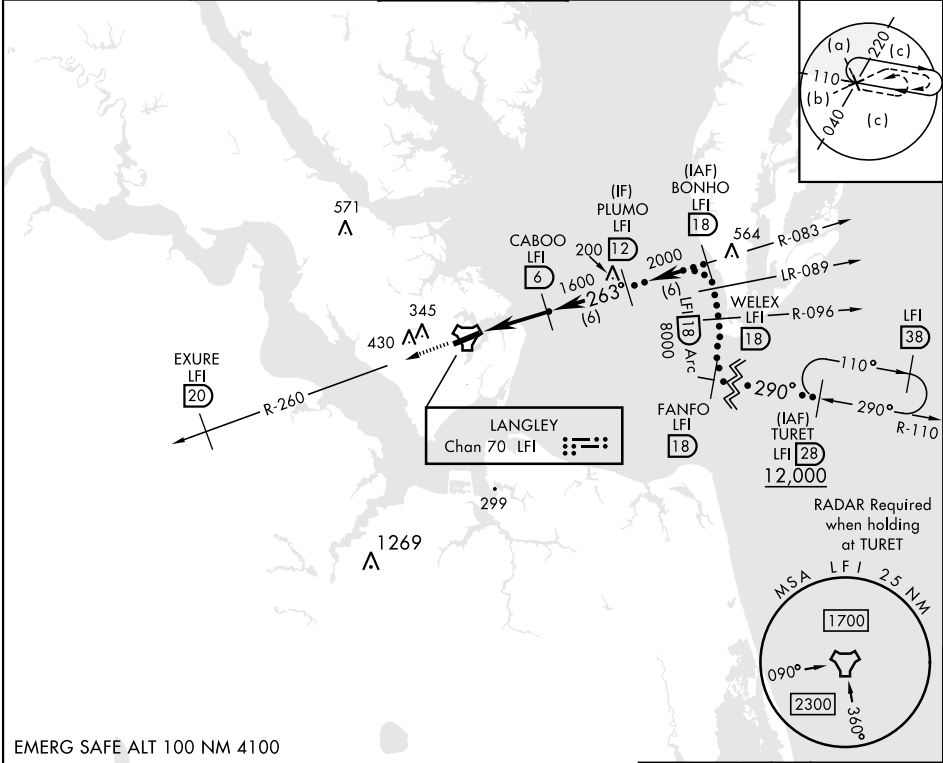 (a)
220
(c)
110
(b)
040
(c)
571
(IAF)
BONHO
LFI
18
(IF)
PLUMO
LFI
12
564
R-083
CABOO
LFI
6
200
2000
1600
263°
(6)
(6)
LR-089
WELEX
LFI
18
R-096
LFI 18 Arc
8000
LFI
38
345
430
EXURE
LFI
20
R-260
110°
290°
290°
R-110
FANFO
LFI
18
(IAF)
TURET
LFI 28
12,000
LANGLEY
Chan 70 LFI
299
RADAR Required
when holding
at TURET
1269
MSA LFI 25 NM
1700
090°
2300
360°
EMERG SAFE ALT 100 NM 4100